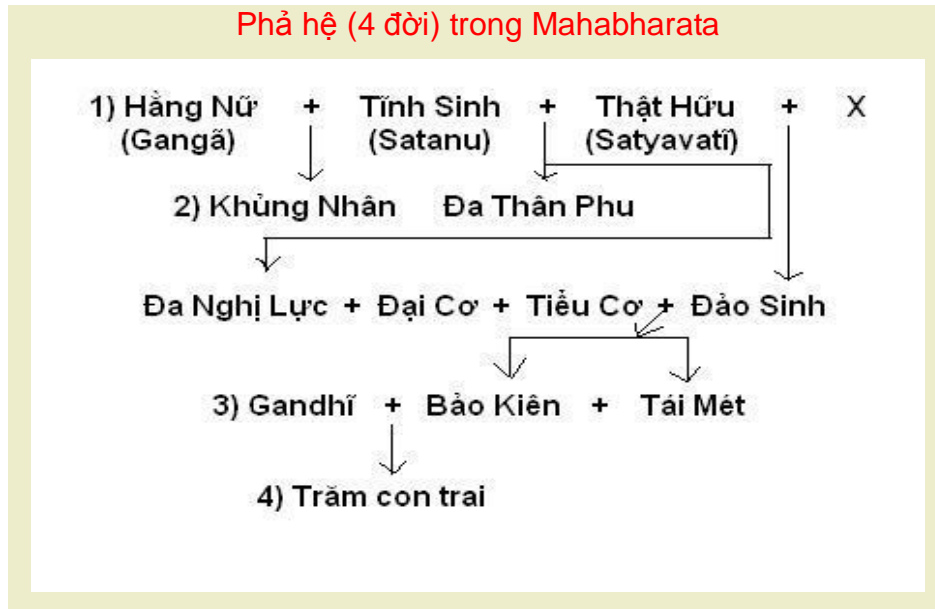 Phả hệ (4 đời) trong Mahabharata
1) Hằng Nữ + Tĩnh Sinh + Thật Hữu + X
(Gangã) (Satanu) (Satyavatĩ)
2) Khủng Nhân Đa Thân Phu
Đa Nghị Lực + Đại Cơ + Tiểu Cơ + Đảo Sinh
3) Gandhĩ + Bảo Kiên + Tái Mét
4) Trăm con trai